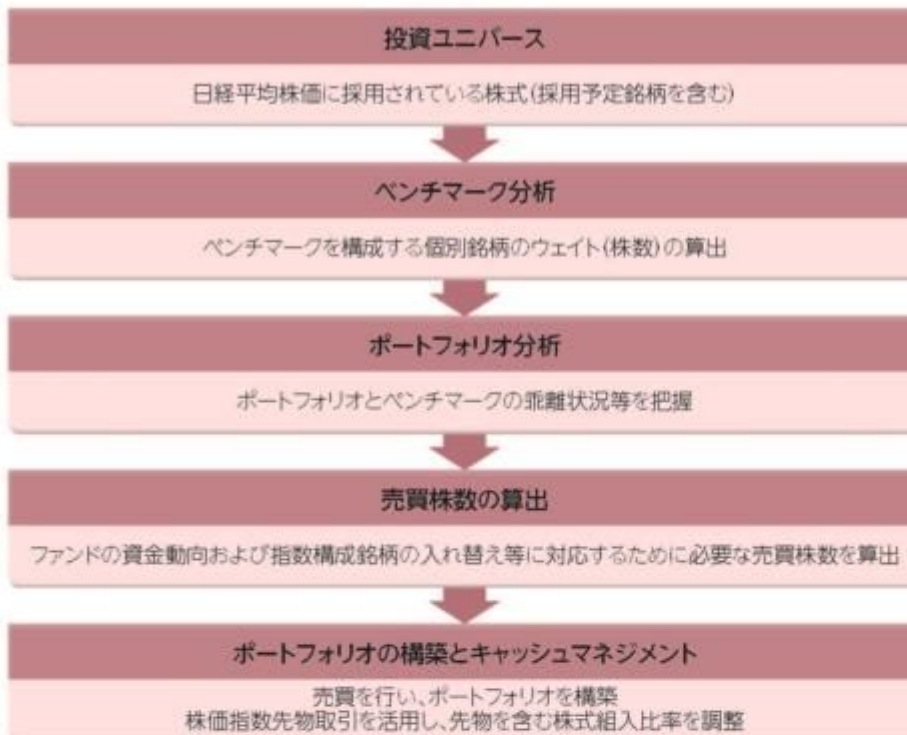 投資ユニバース
日経平均株価に採用されている株式(採用予定銘柄を含む)
ベンチマーク分析
ベンチマークを構成する個別銘柄のウェイト(株数)の算出
ポートフォリオ分析
ポートフォリオとベンチマークの乖離状況等を把握
売買株数の算出
ファンドの資金動向および指数構成銘柄の入れ替え等に対応するために必要な売買株数を算出
ポートフォリオの構築とキャッシュマネジメント
売買を行い、ポートフォリオを構築
株価指数先物取引を活用し、先物を含む株式組入比率を調整